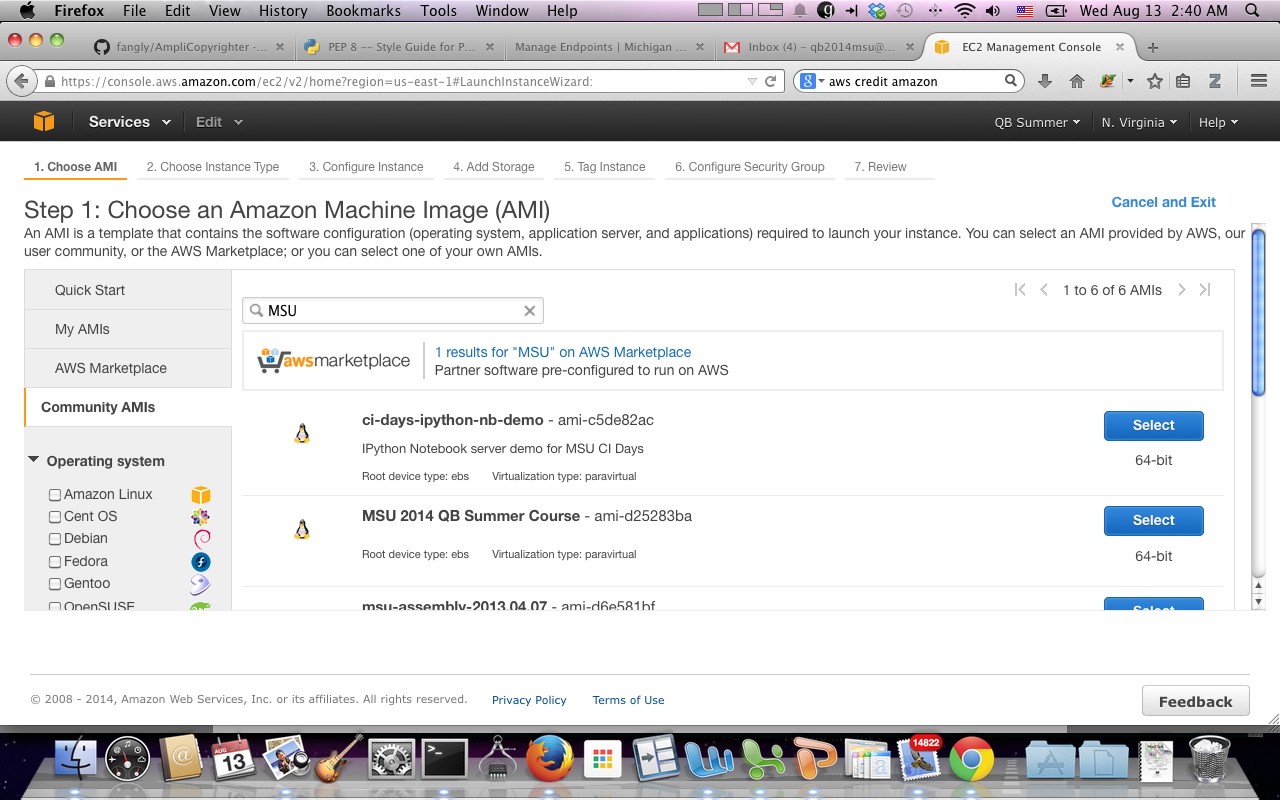 Firefox File Edit View History Bookmarks Tools Window Help Wed Aug 13 2:40 AM
fangly/AmpliCopyrighter -... PEP 8 -- Style Guide for P... Manage Endpoints | Michigan ... Inbox (4) - qb2014msu@... EC2 Management Console
https://console.aws.amazon.com/ec2/v2/home?region=us-east-1#LaunchInstanceWizard: aws credit amazon
Services Edit QB Summer N. Virginia Help
1. Choose AMI 2. Choose Instance Type 3. Configure Instance 4. Add Storage 5. Tag Instance 6. Configure Security Group 7. Review
Step 1: Choose an Amazon Machine Image (AMI)
Cancel and Exit
An AMI is a template that contains the software configuration (operating system, application server, and applications) required to launch your instance. You can select an AMI provided by AWS, our
user community, or the AWS Marketplace; or you can select one of your own AMIs.
Quick Start
My AMIs
AWS Marketplace
Community AMIs
Operating system
Amazon Linux
Cent OS
Debian
Fedora
Gentoo
OpenSUSE
1 to 6 of 6 AMIs
MSU
awsmarketplace
1 results for "MSU" on AWS Marketplace
Partner software pre-configured to run on AWS
ci-days-ipython-nb-demo - ami-c5de82ac
IPython Notebook server demo for MSU CI Days
Root device type: ebs Virtualization type: paravirtual
Select
64-bit
MSU 2014 QB Summer Course - ami-d25283ba
Root device type: ebs Virtualization type: paravirtual
Select
64-bit
msu-assembly-2013.04.07 - ami-d6e581bf
Select
© 2008 - 2014, Amazon Web Services, Inc. or its affiliates. All rights reserved. Privacy Policy Terms of Use
Feedback
AUG
13
14822